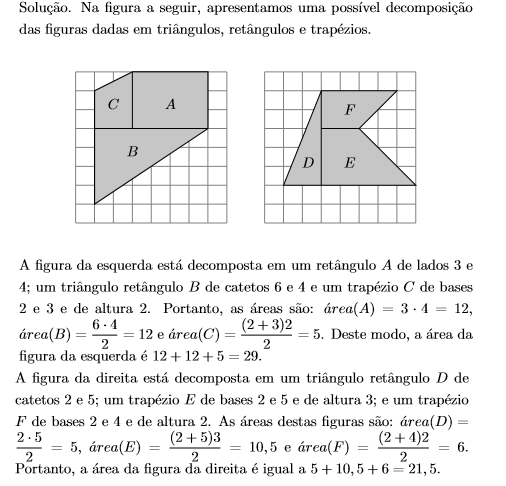 Solução. Na figura a seguir, apresentamos uma possível decomposição
das figuras dadas em triângulos, retângulos e trapézios.
C
A
B
F
D
E
A figura da esquerda está decomposta em um retângulo A de lados 3 e
4; um triângulo retângulo B de catetos 6 e 4 e um trapézio C de bases
2 e 3 e de altura 2. Portanto, as áreas são: área(A) = 3 · 4 = 12,
área(B) = \frac{6 · 4}{2} = 12 e área(C) = \frac{(2 + 3)2}{2} = 5. Deste modo, a área da
figura da esquerda é 12 + 12 + 5 = 29.
A figura da direita está decomposta em um triângulo retângulo D de
catetos 2 e 5; um trapézio E de bases 2 e 5 e de altura 3; e um trapézio
F de bases 2 e 4 e de altura 2. As áreas destas figuras são: área(D) =
\frac{2 · 5}{2} = 5, área(E) = \frac{(2 + 5)3}{2} = 10, 5 e área(F) = \frac{(2 + 4)2}{2} = 6.
Portanto, a área da figura da direita é igual a 5 + 10, 5 + 6 = 21, 5.